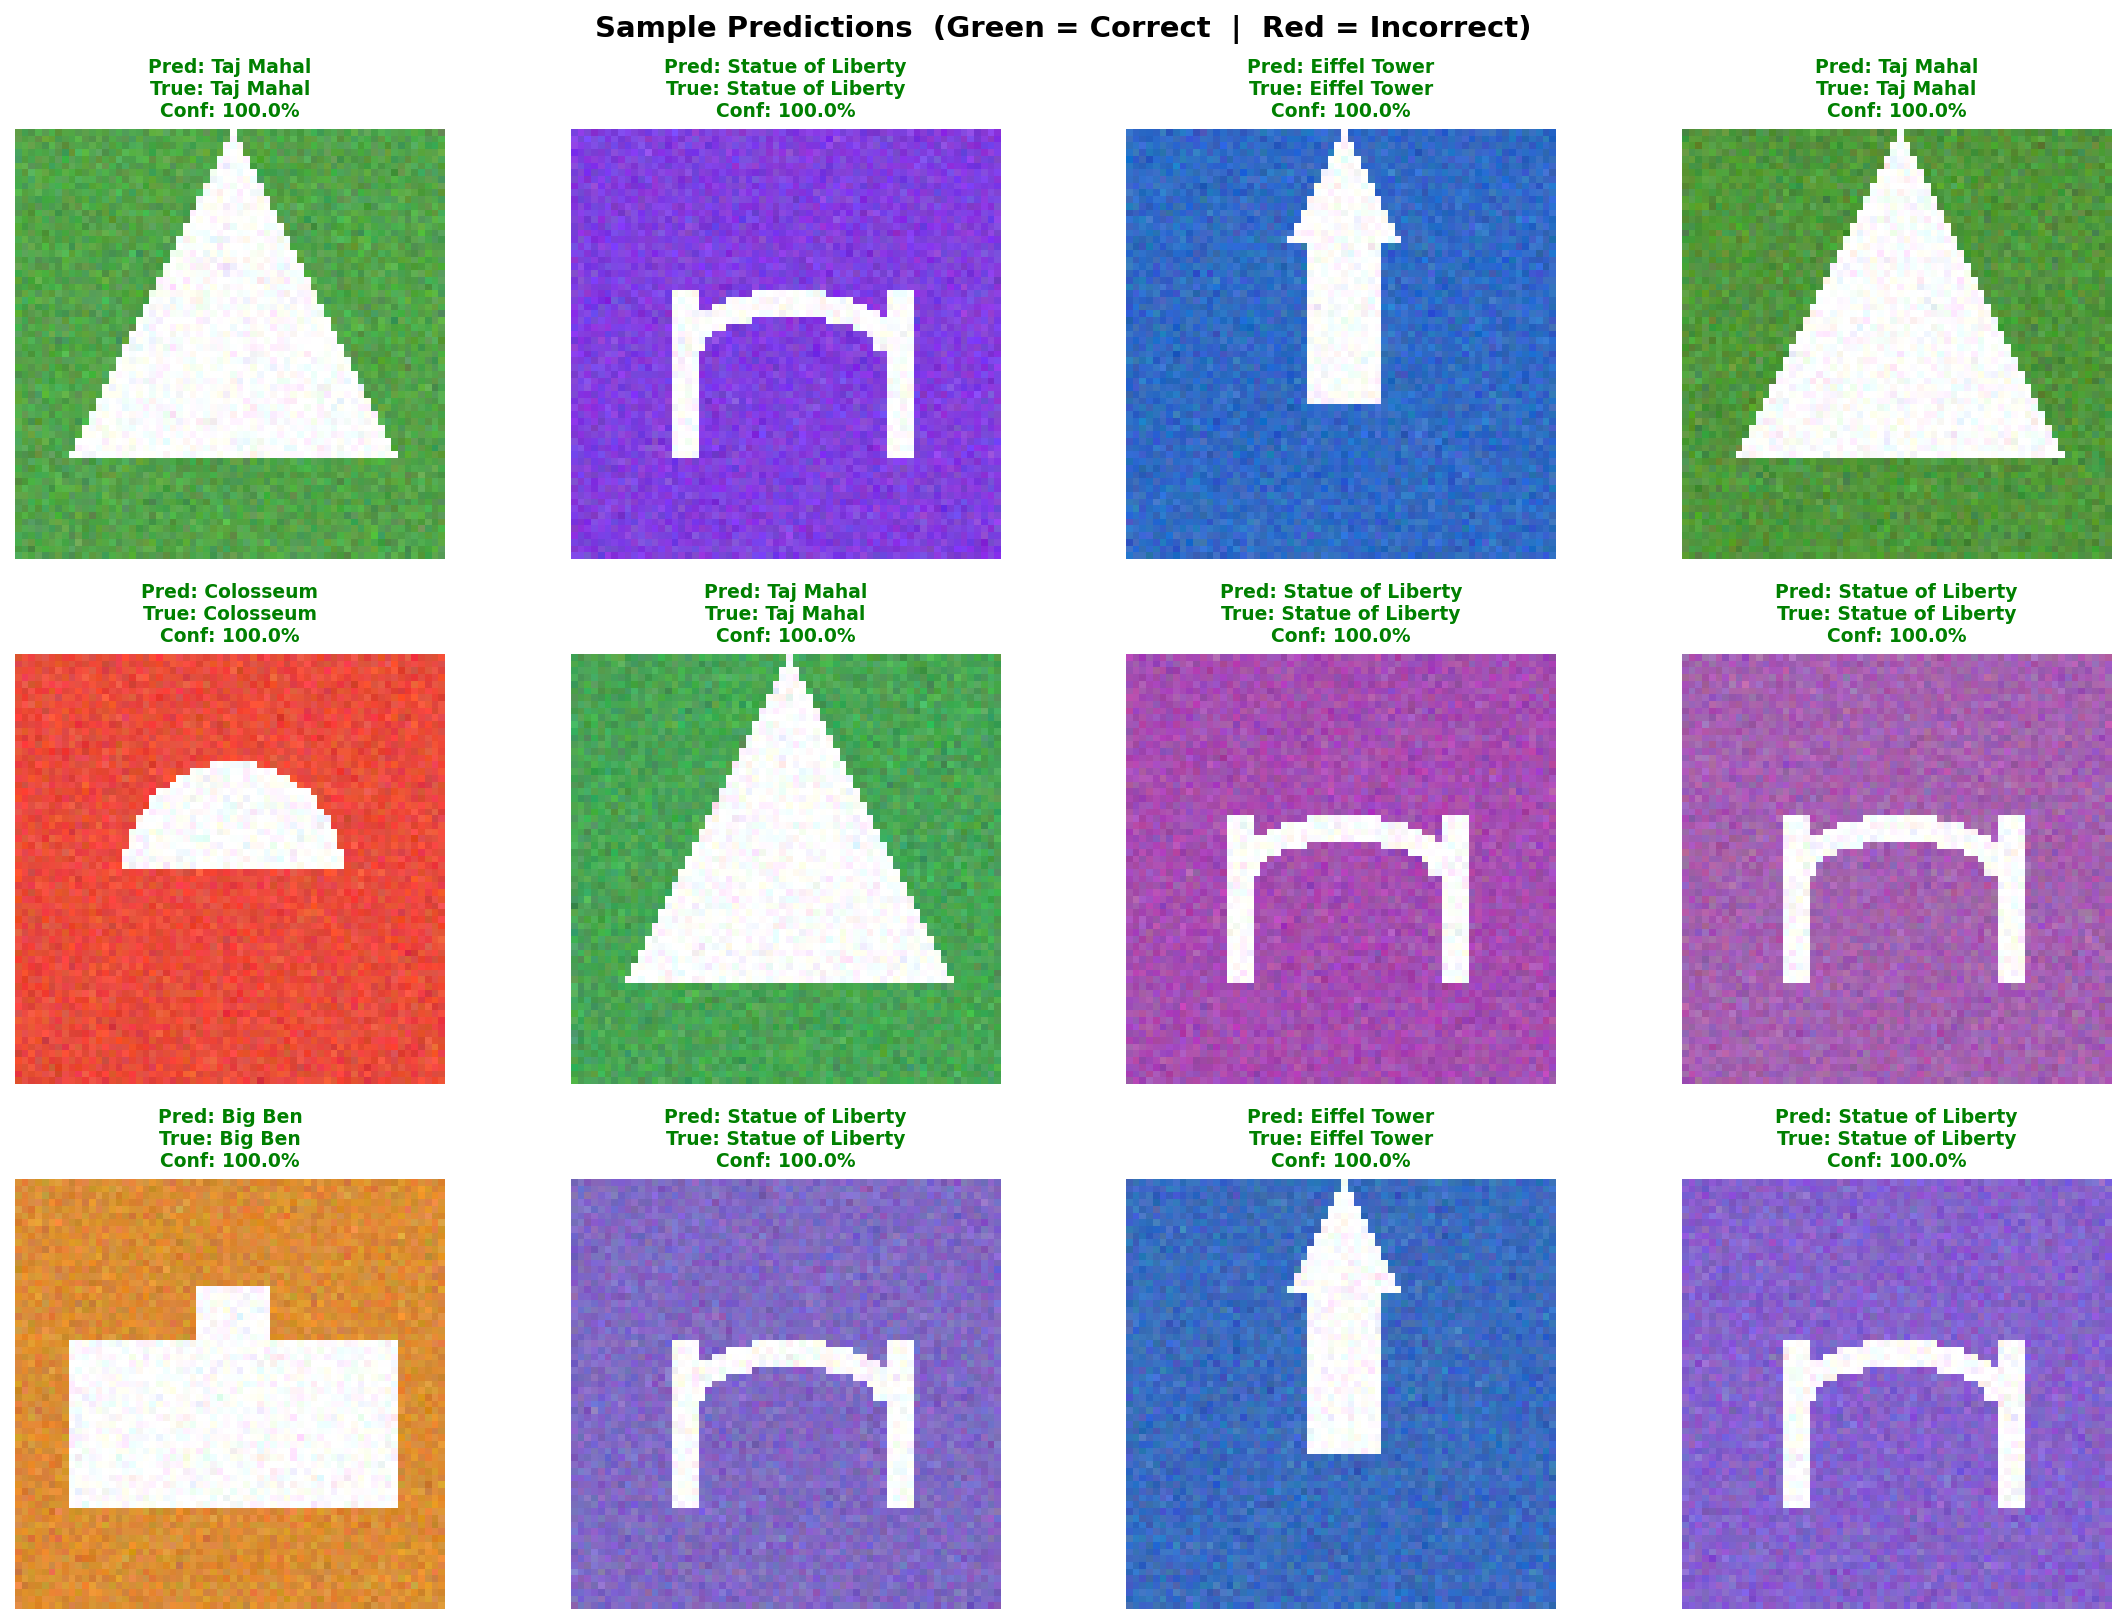 Sample Predictions  (Green = Correct  |  Red = Incorrect)
Pred: Taj Mahal
True: Taj Mahal
Conf: 100.0%
Pred: Statue of Liberty
True: Statue of Liberty
Conf: 100.0%
Pred: Eiffel Tower
True: Eiffel Tower
Conf: 100.0%
Pred: Taj Mahal
True: Taj Mahal
Conf: 100.0%
Pred: Colosseum
True: Colosseum
Conf: 100.0%
Pred: Taj Mahal
True: Taj Mahal
Conf: 100.0%
Pred: Statue of Liberty
True: Statue of Liberty
Conf: 100.0%
Pred: Statue of Liberty
True: Statue of Liberty
Conf: 100.0%
Pred: Big Ben
True: Big Ben
Conf: 100.0%
Pred: Statue of Liberty
True: Statue of Liberty
Conf: 100.0%
Pred: Eiffel Tower
True: Eiffel Tower
Conf: 100.0%
Pred: Statue of Liberty
True: Statue of Liberty
Conf: 100.0%